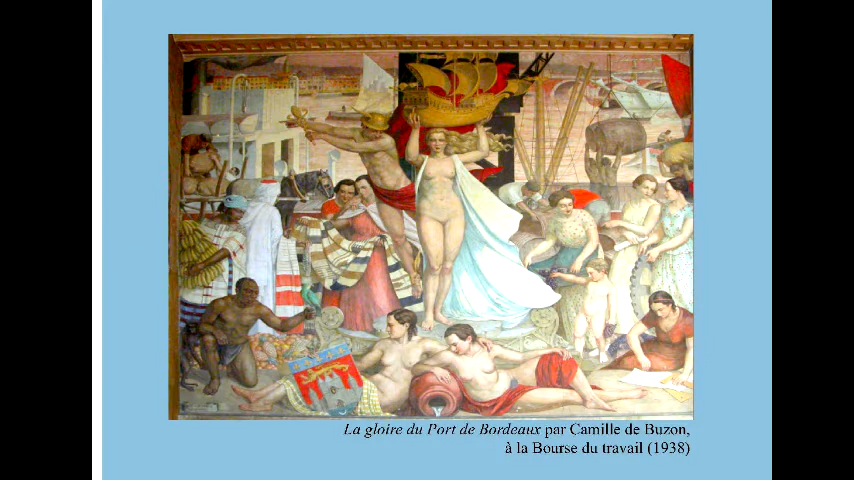 La gloire du Port de Bordeaux par Camille de Buzon,
à la Bourse du travail (1938)